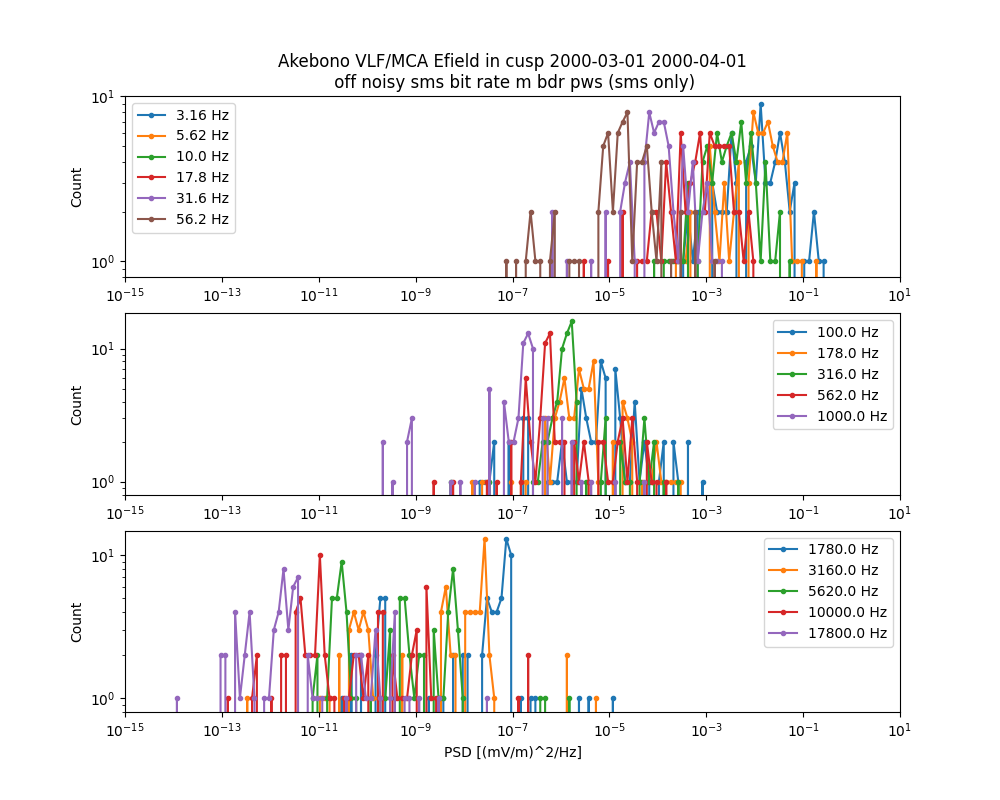 Akebono VLF/MCA Efield in cusp 2000-03-01 2000-04-01
off noisy sms bit rate m bdr pws (sms only)
10^1
10^0
Count
3.16 Hz
5.62 Hz
10.0 Hz
17.8 Hz
31.6 Hz
56.2 Hz
10^-15 10^-13 10^-11 10^-9 10^-7 10^-5 10^-3 10^-1 10^1
10^1
10^0
Count
100.0 Hz
178.0 Hz
316.0 Hz
562.0 Hz
1000.0 Hz
10^-15 10^-13 10^-11 10^-9 10^-7 10^-5 10^-3 10^-1 10^1
10^1
10^0
Count
1780.0 Hz
3160.0 Hz
5620.0 Hz
10000.0 Hz
17800.0 Hz
10^-15 10^-13 10^-11 10^-9 10^-7 10^-5 10^-3 10^-1 10^1
PSD [(mV/m)^2/Hz]